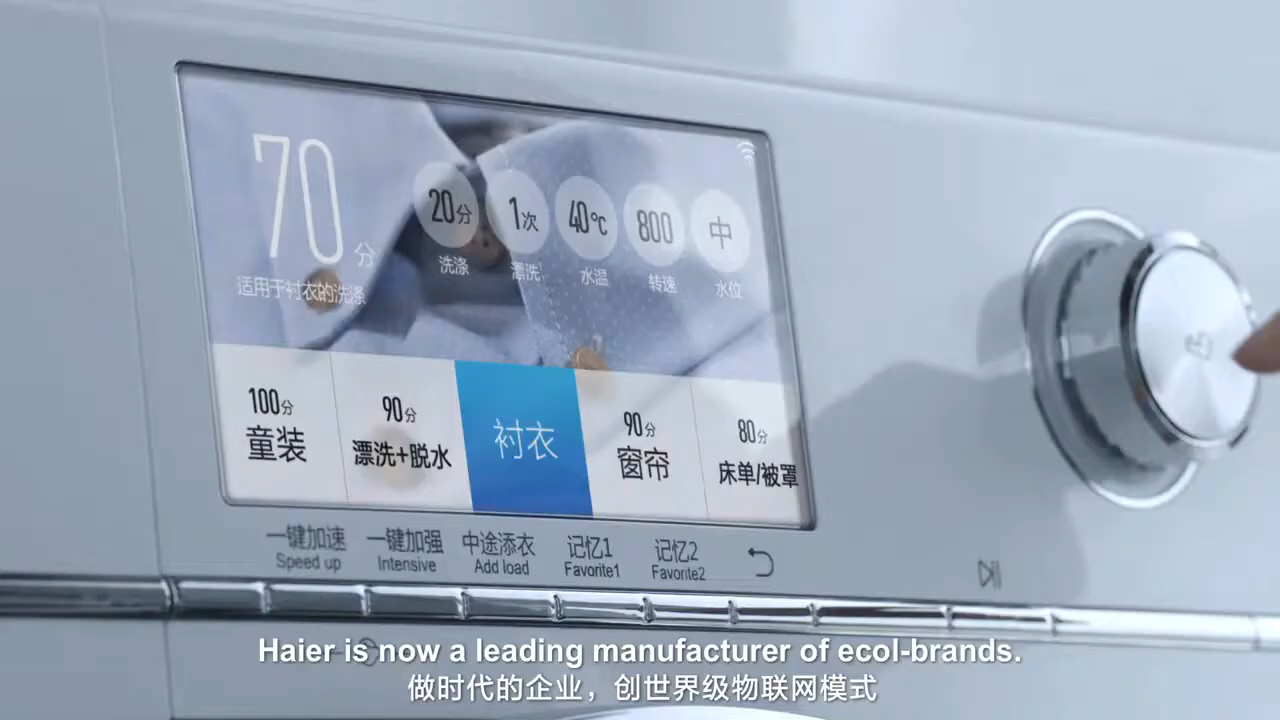 70分
适用于衬衣的洗涤
20分
洗涤
1次
漂洗
40°C
水温
800
转速
中
水位
100分
童装
90分
漂洗+脱水
衬衣
90分
窗帘
80分
床单/被罩
一键加速
Speed up
一键加强
Intensive
中途添衣
Add load
记忆1
Favorite1
记忆2
Favorite2
Haier is now a leading manufacturer of ecol-brands.
做时代的企业，创世界级物联网模式